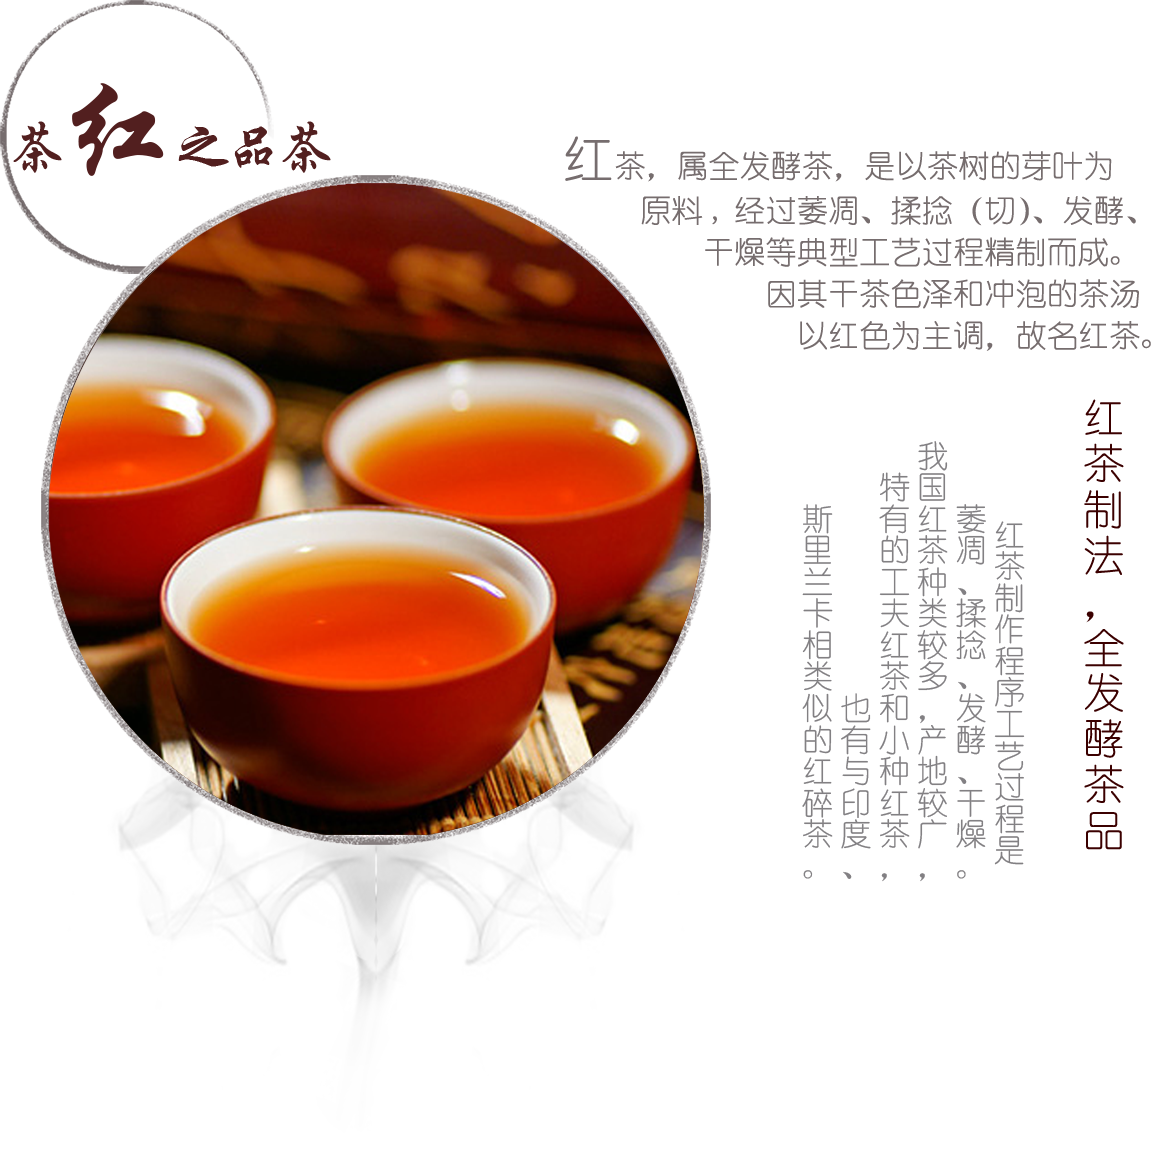 茶红之品茶
红茶，属全发酵茶，是以茶树的芽叶为
原料，经过萎凋、揉捻（切）、发酵、
干燥等典型工艺过程精制而成。
因其干茶色泽和冲泡的茶汤
以红色为主调，故名红茶。
红茶制法，全发酵茶品
红茶制作程序工艺过程是
萎凋、揉捻、发酵、干燥。
我国红茶种类较多，产地较广，
特有的工夫红茶和小种红茶，
也有与印度、
斯里兰卡相类似的红碎茶。